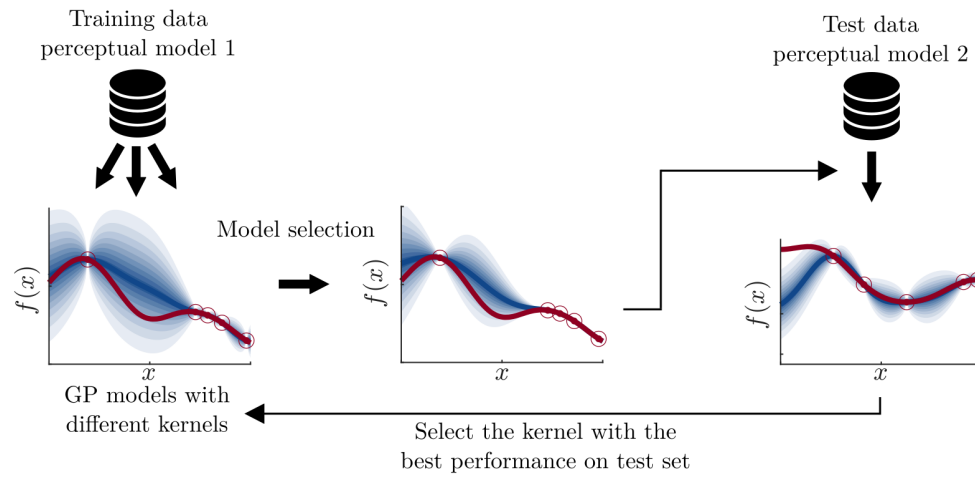 Training data
perceptual model 1
Test data
perceptual model 2
Model selection
f(x)
x
f(x)
x
f(x)
x
GP models with
different kernels
Select the kernel with the
best performance on test set